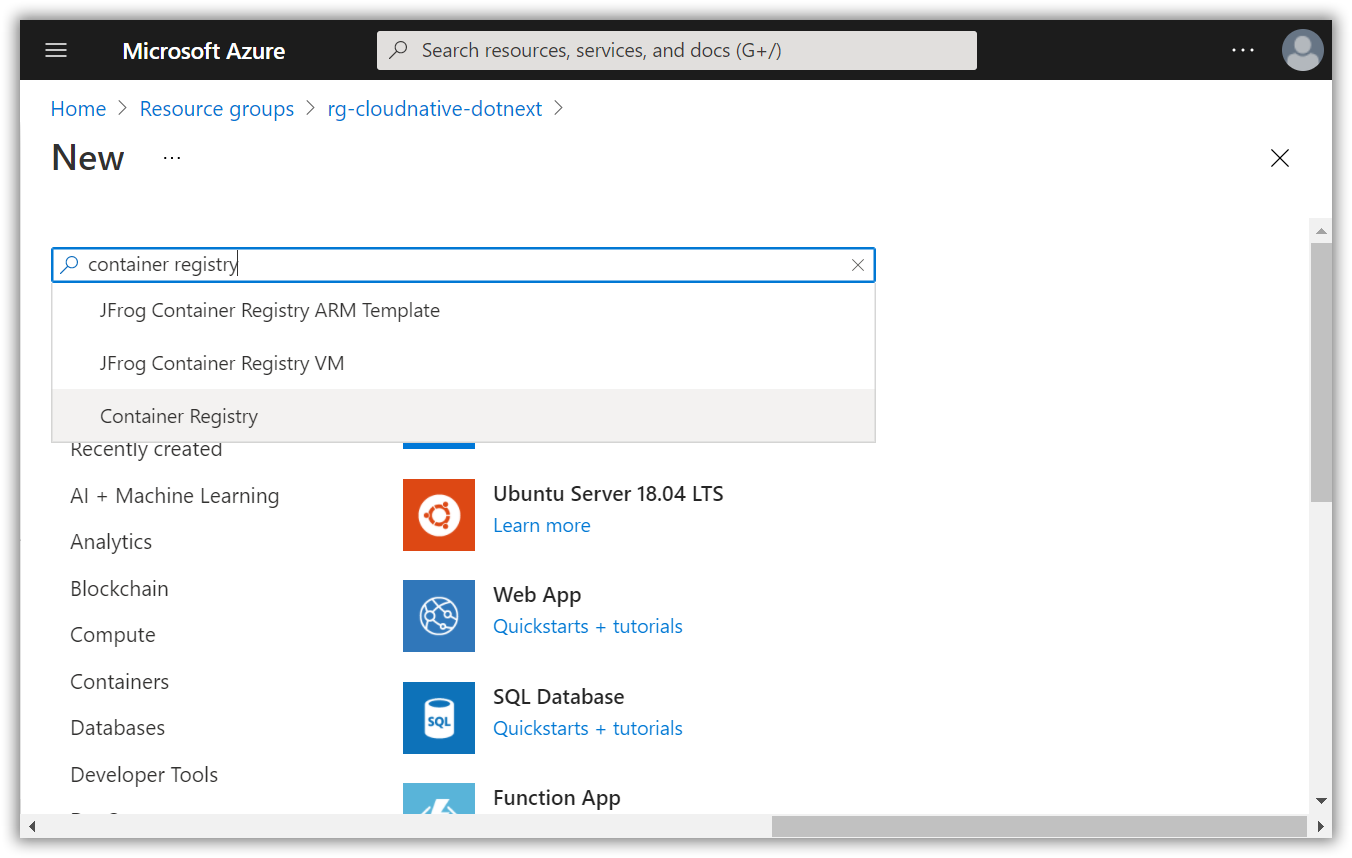 Microsoft Azure
Search resources, services, and docs (G+/)
...
Home > Resource groups > rg-cloudnative-dotnext >
New ...
container registry
JFrog Container Registry ARM Template
JFrog Container Registry VM
Container Registry
Recently created
AI + Machine Learning
Analytics
Blockchain
Compute
Containers
Databases
Developer Tools
Ubuntu Server 18.04 LTS
Learn more
Web App
Quickstarts + tutorials
SQL
SQL Database
Quickstarts + tutorials
Function App